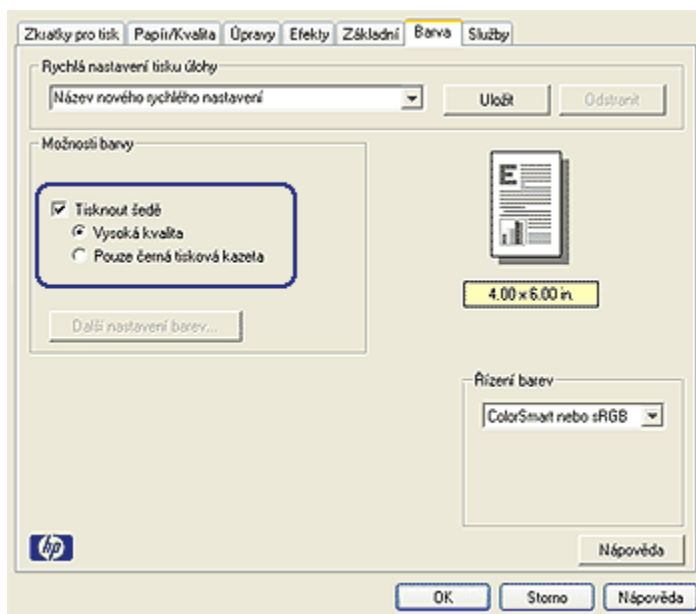 Zkratky pro tisk Papír/Kvalita Úpravy Efekty Základní Barva Služby
Rychlá nastavení tisku úlohy
Název nového rychlého nastavení Uložit Odstranit
Možnosti barvy
Tisknout šedě
Vysoká kvalita
Pouze černá tisková kazeta
Další nastavení barev...
E
4.00 x 6.00 in.
Řízení barev
ColorSmart nebo sRGB
hp
Nápověda
OK Storno Nápověda